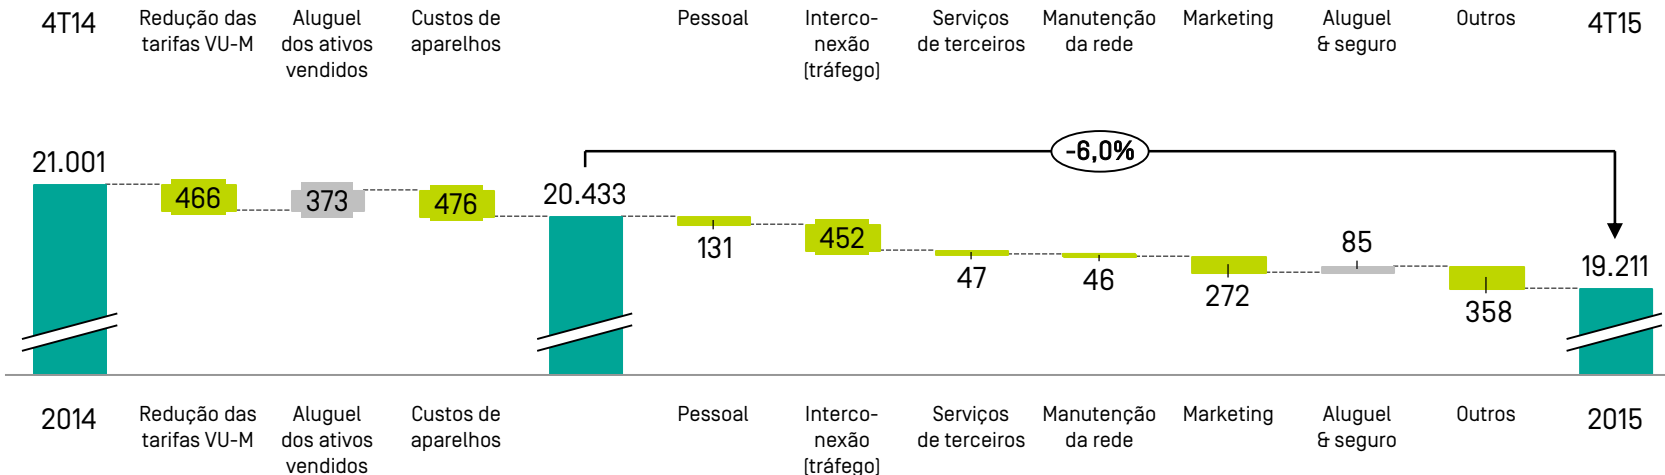 4T14
Redução das
tarifas VU-M
Aluguel
dos ativos
vendidos
Custos de
aparelhos
Pessoal
Interco-
nexão
(tráfego)
Serviços
de terceiros
Manutenção
da rede
Marketing
Aluguel
& seguro
Outros
4T15
21.001
466
373
476
20.433
131
452
47
46
272
85
358
19.211
-6,0%
2014
Redução das
tarifas VU-M
Aluguel
dos ativos
vendidos
Custos de
aparelhos
Pessoal
Interco-
nexão
(tráfego)
Serviços
de terceiros
Manutenção
da rede
Marketing
Aluguel
& seguro
Outros
2015